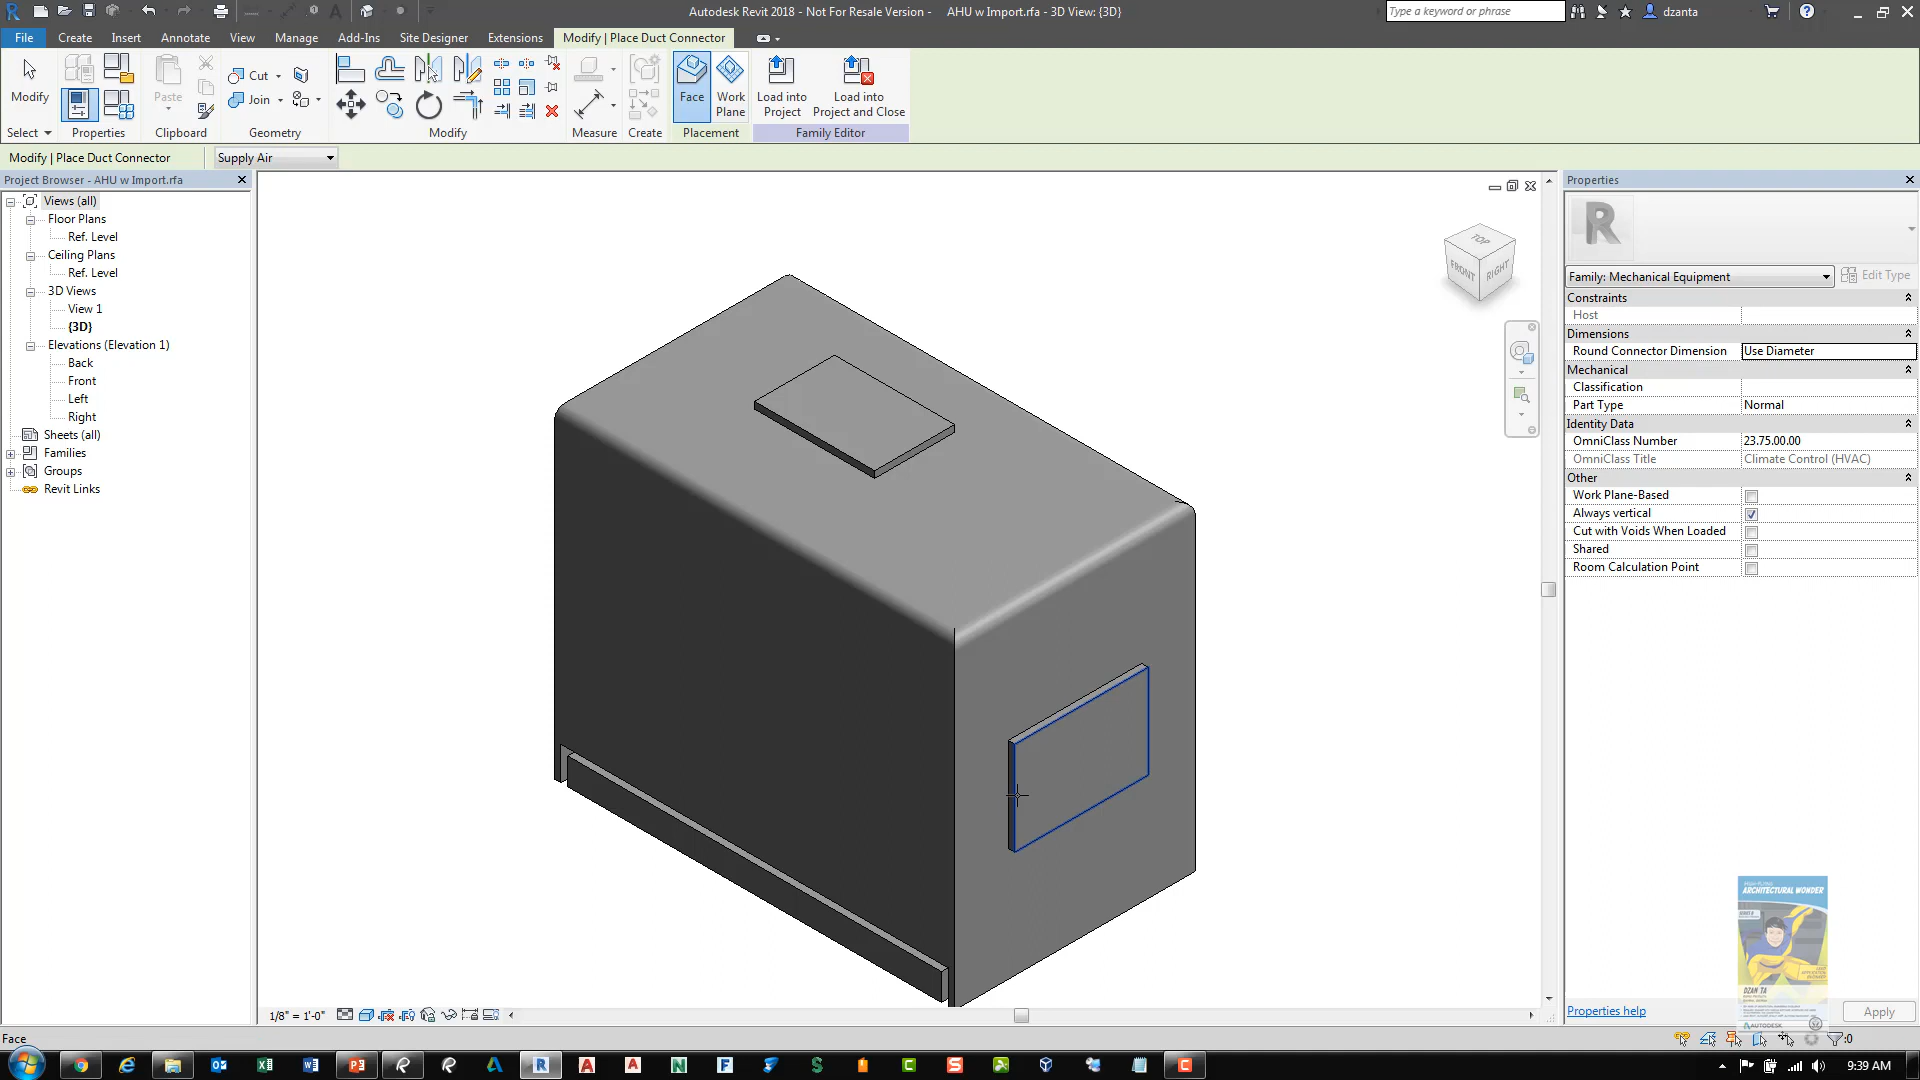 Autodesk Revit 2018 - Not For Resale Version - AHU w Import.rfa - 3D View: {3D}
Type a keyword or phrase
dzanta
File Create Insert Annotate View Manage Add-Ins Site Designer Extensions Modify | Place Duct Connector
Modify Paste Cut Join Face Work Plane Load into Project Load into Project and Close
Select Properties Clipboard Geometry Modify Measure Create Placement Family Editor
Modify | Place Duct Connector Supply Air
Project Browser - AHU w Import.rfa
Views (all)
Floor Plans
Ref. Level
Ceiling Plans
Ref. Level
3D Views
View 1
{3D}
Elevations (Elevation 1)
Back
Front
Left
Right
Sheets (all)
Families
Groups
Revit Links
TOP
FRONT RIGHT
Properties
Family: Mechanical Equipment Edit Type
Constraints
Host
Dimensions
Round Connector Dimension Use Diameter
Mechanical
Classification
Part Type Normal
Identity Data
OmniClass Number 23.75.00.00
OmniClass Title Climate Control (HVAC)
Other
Work Plane-Based
Always vertical
Cut with Voids When Loaded
Shared
Room Calculation Point
ARCHITECTURAL WONDER
DZAN TA
AUTODESK
Properties help Apply
1/8" = 1'-0"
Face
:0
9:39 AM